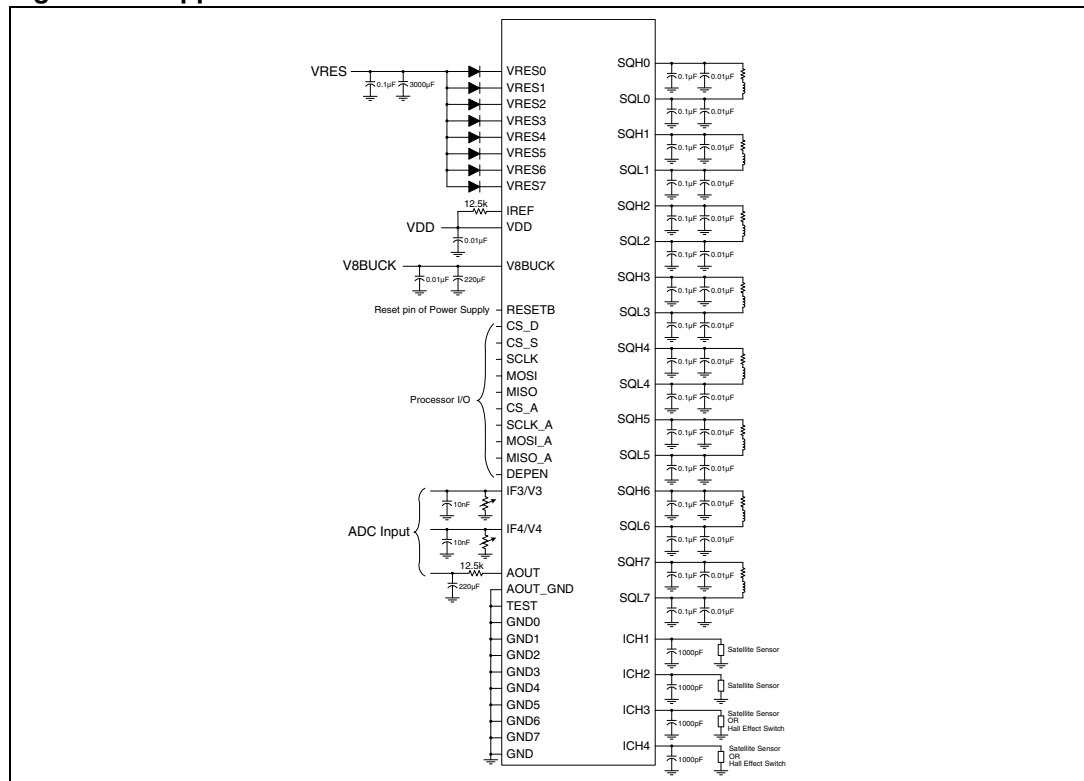 VRES
0.1µF
3000µF
VRES0
VRES1
VRES2
VRES3
VRES4
VRES5
VRES6
VRES7
12.5k
IREF
VDD
VDD
0.01µF
V8BUCK
V8BUCK
0.01µF
220µF
Reset pin of Power Supply
RESETB
CS_D
CS_S
SCLK
MOSI
MISO
Processor I/O
CS_A
SCLK_A
MOSI_A
MISO_A
DEPEN
IF3/V3
10nF
ADC Input
IF4/V4
10nF
12.5k
AOUT
220µF
AOUT_GND
TEST
GND0
GND1
GND2
GND3
GND4
GND5
GND6
GND7
GND
SQH0
0.1µF
0.01µF
SQL0
0.1µF
0.01µF
SQH1
0.1µF
0.01µF
SQL1
0.1µF
0.01µF
SQH2
0.1µF
0.01µF
SQL2
0.1µF
0.01µF
SQH3
0.1µF
0.01µF
SQL3
0.1µF
0.01µF
SQH4
0.1µF
0.01µF
SQL4
0.1µF
0.01µF
SQH5
0.1µF
0.01µF
SQL5
0.1µF
0.01µF
SQH6
0.1µF
0.01µF
SQL6
0.1µF
0.01µF
SQH7
0.1µF
0.01µF
SQL7
0.1µF
0.01µF
ICH1
1000pF
Satellite Sensor
ICH2
1000pF
Satellite Sensor
ICH3
1000pF
Satellite Sensor
OR
Hall Effect Switch
ICH4
1000pF
Satellite Sensor
OR
Hall Effect Switch